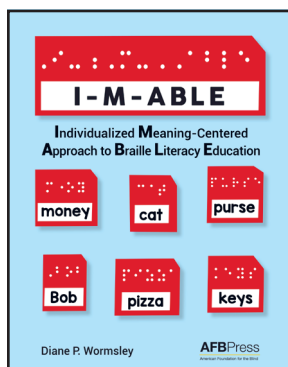 I-M-ABLE
Individualized Meaning-Centered
Approach to Braille Literacy Education
money
cat
purse
Bob
pizza
keys
Diane P. Wormsley
AFBPress
American Foundation for the Blind